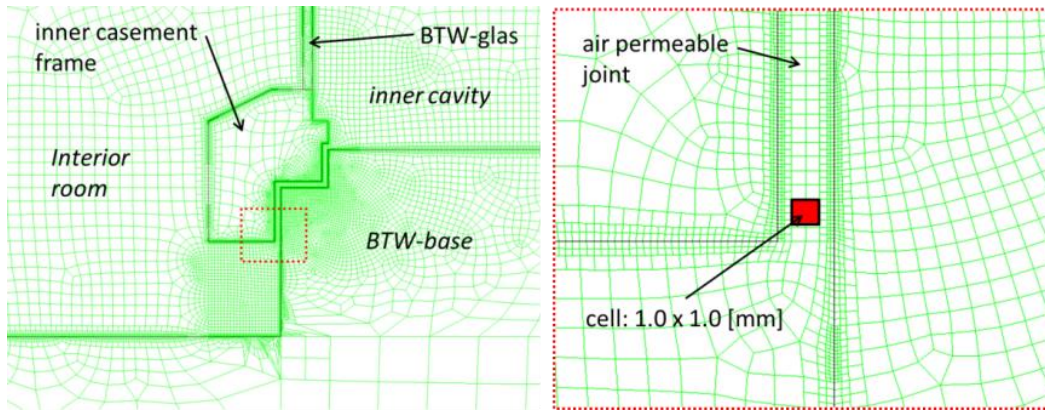 inner casement
frame
BTW-glas
inner cavity
Interior
room
BTW-base
air permeable
joint
cell: 1.0 x 1.0 [mm]